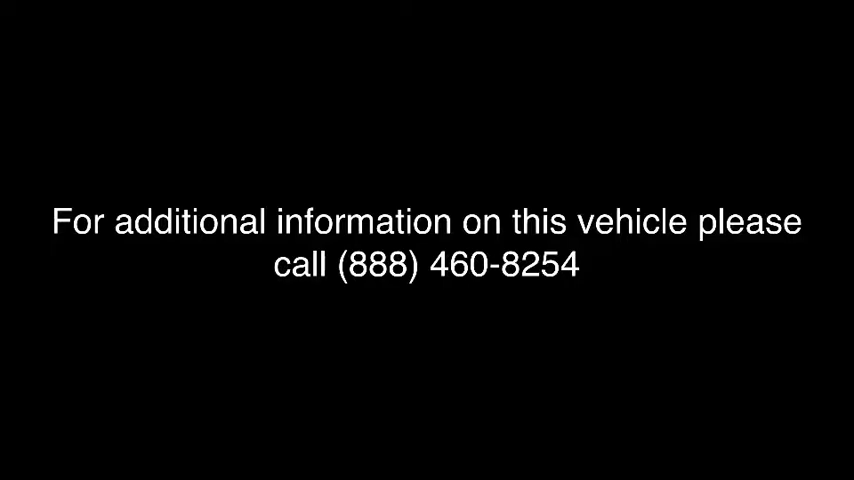 For additional information on this vehicle please
call (888) 460-8254